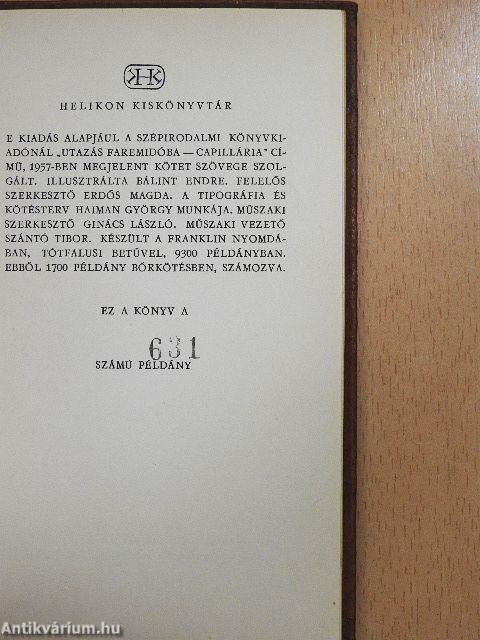 KHK
HELIKON KISKÖNYVTÁR
E KIADÁS ALAPJÁUL A SZÉPIRODALMI KÖNYVKI-
ADÓNÁL „UTAZÁS FAREMIDÓBA — CAPILLÁRIA" CÍ-
MŰ, 1957-BEN MEGJELENT KÖTET SZÖVEGE SZOL-
GÁLT. ILLUSZTRÁLTA BÁLINT ENDRE. FELELŐS
SZERKESZTŐ ERDŐS MAGDA. A TIPOGRÁFIA ÉS
KÖTÉSTERV HAIMAN GYÖRGY MUNKÁJA. MŰSZAKI
SZERKESZTŐ GINÁCS LÁSZLÓ. MŰSZAKI VEZETŐ
SZÁNTÓ TIBOR. KÉSZÜLT A FRANKLIN NYOMDÁ-
BAN, TÓTFALUSI BETŰVEL, 9300 PÉLDÁNYBAN.
EBBŐL 1700 PÉLDÁNY BŐRKÖTÉSBEN, SZÁMOZVA.
EZ A KÖNYV A
631
SZÁMÚ PÉLDÁNY
Antikvárium.hu